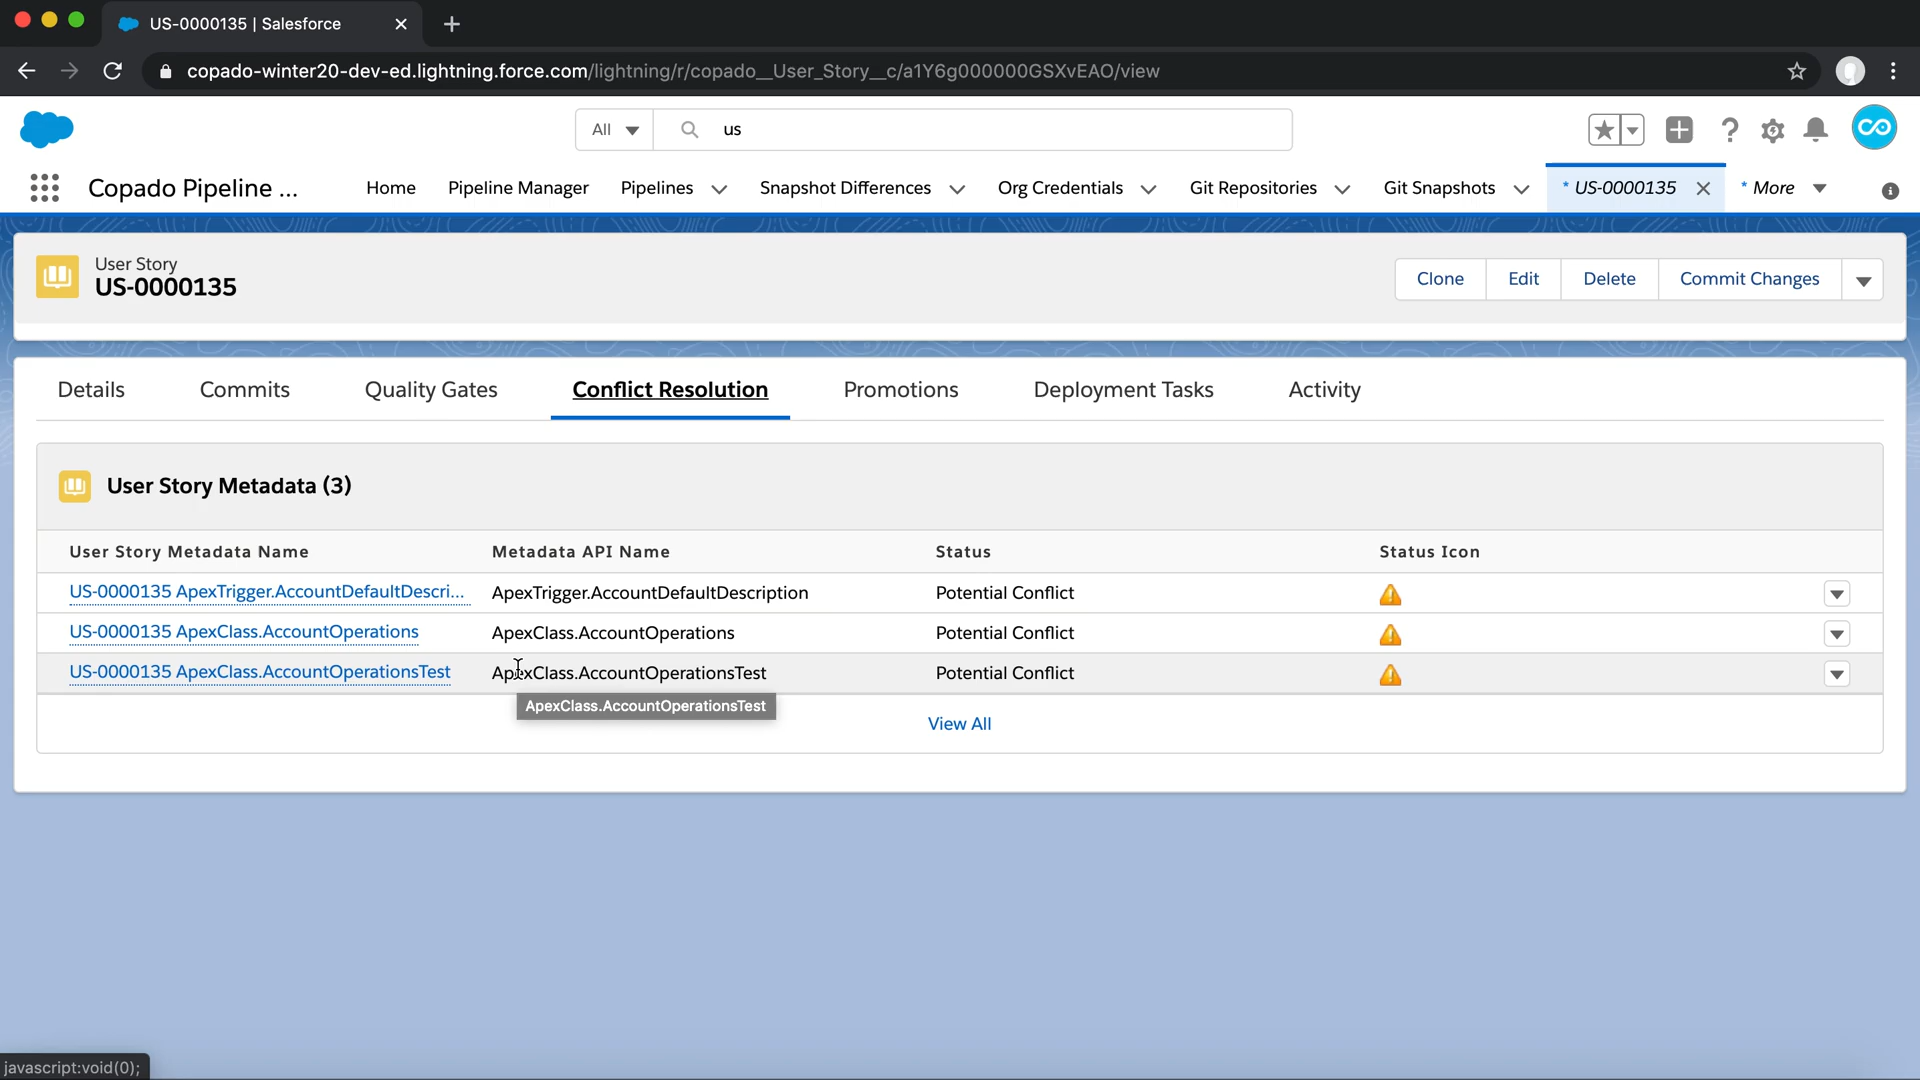 US-0000135 | Salesforce
copado-winter20-dev-ed.lightning.force.com/lightning/r/copado__User_Story__c/a1Y6g000000GSXvEAO/view
All us
Copado Pipeline ... Home Pipeline Manager Pipelines Snapshot Differences Org Credentials Git Repositories Git Snapshots * US-0000135 * More
User Story
US-0000135
Clone Edit Delete Commit Changes
Details Commits Quality Gates Conflict Resolution Promotions Deployment Tasks Activity
User Story Metadata (3)
User Story Metadata Name Metadata API Name Status Status Icon
US-0000135 ApexTrigger.AccountDefaultDescri... ApexTrigger.AccountDefaultDescription Potential Conflict
US-0000135 ApexClass.AccountOperations ApexClass.AccountOperations Potential Conflict
US-0000135 ApexClass.AccountOperationsTest ApexClass.AccountOperationsTest Potential Conflict
ApexClass.AccountOperationsTest
View All
javascript:void(0);